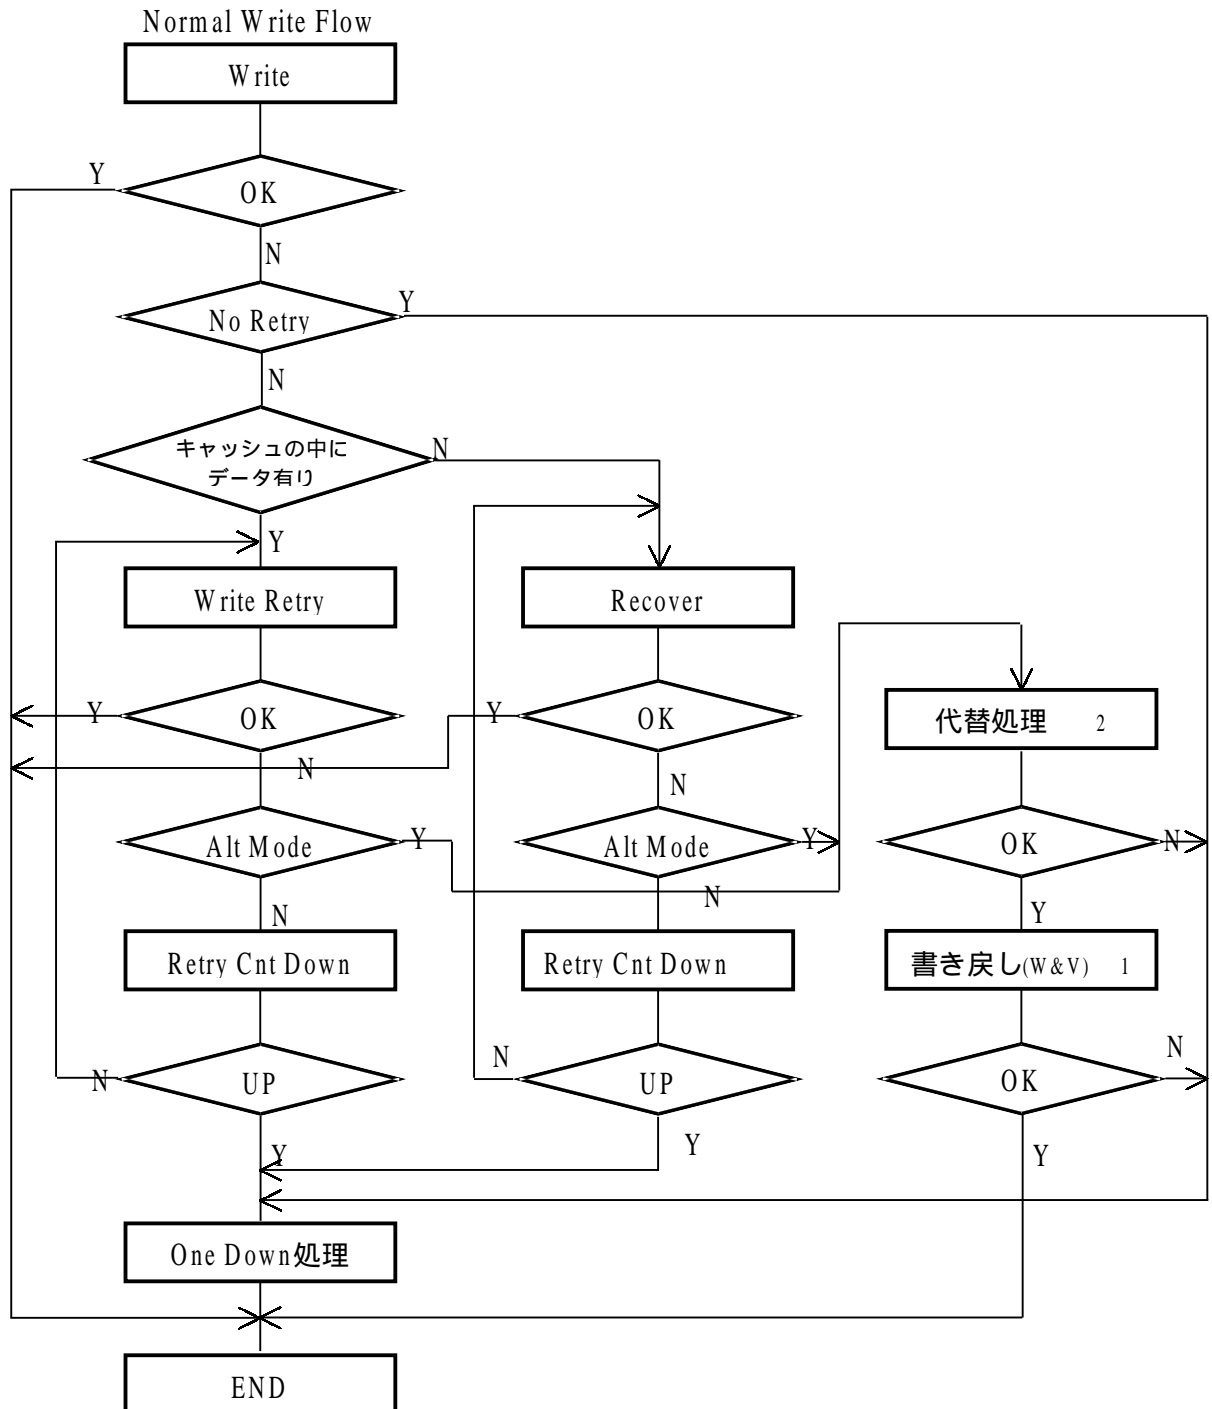 Normal Write Flow
Write
Y
OK
N
No Retry
Y
N
キャッシュの中に
データ有り
N
Y
Write Retry
Recover
Y
OK
Y
OK
代替処理 2
N
N
Alt Mode
Y
Alt Mode
Y
OK
N
N
N
Y
Retry Cnt Down
Retry Cnt Down
書き戻し(W&V) 1
N
UP
N
UP
OK
N
Y
Y
Y
One Down処理
END